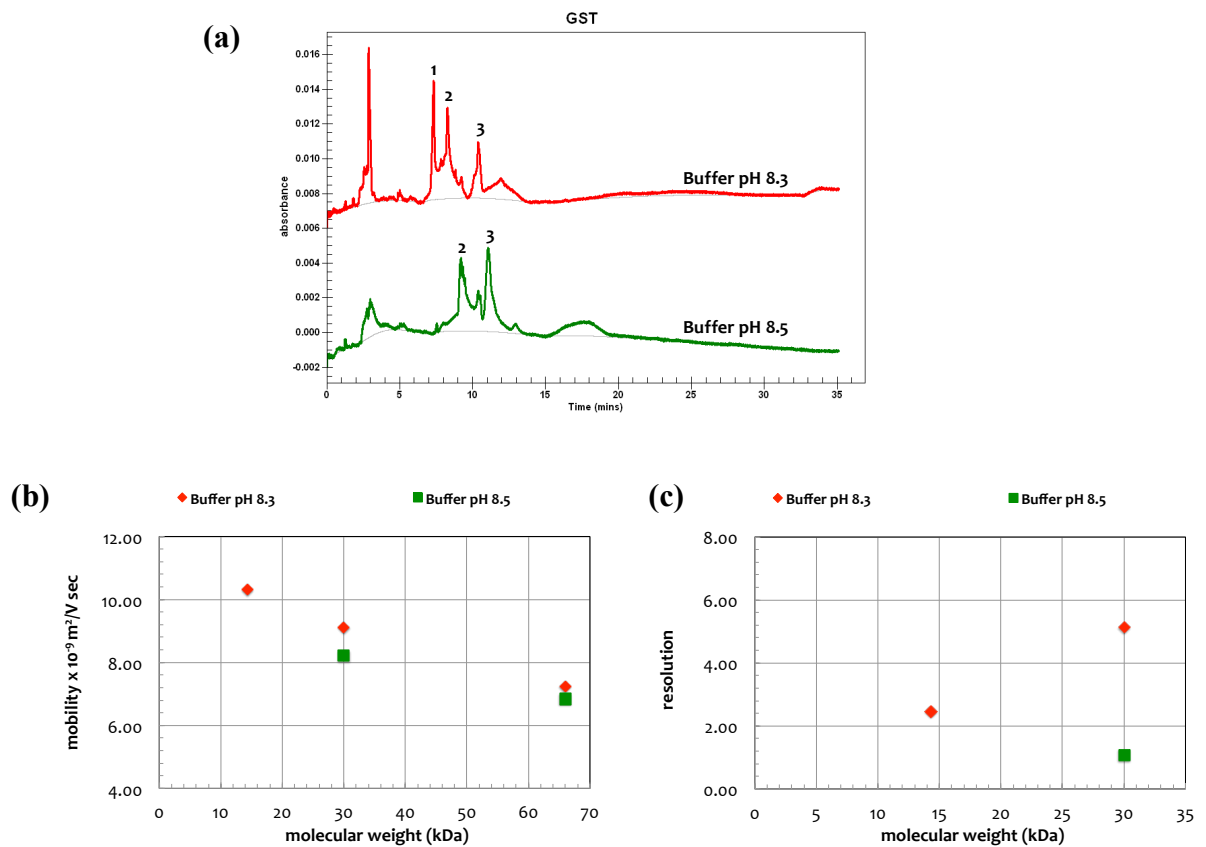 GST
(a)
0.016
0.014
0.012
0.010
0.008
0.006
0.004
0.002
0.000
-0.002
absorbance
1
2
3
Buffer pH 8.3
2
3
Buffer pH 8.5
0 5 10 15 20 25 30 35
Time (mins)
(b)
Buffer pH 8.3 Buffer pH 8.5
12.00
10.00
8.00
6.00
4.00
mobility x 10⁻⁹ m²/V sec
0 10 20 30 40 50 60 70
molecular weight (kDa)
(c)
Buffer pH 8.3 Buffer pH 8.5
8.00
6.00
4.00
2.00
0.00
resolution
0 5 10 15 20 25 30 35
molecular weight (kDa)